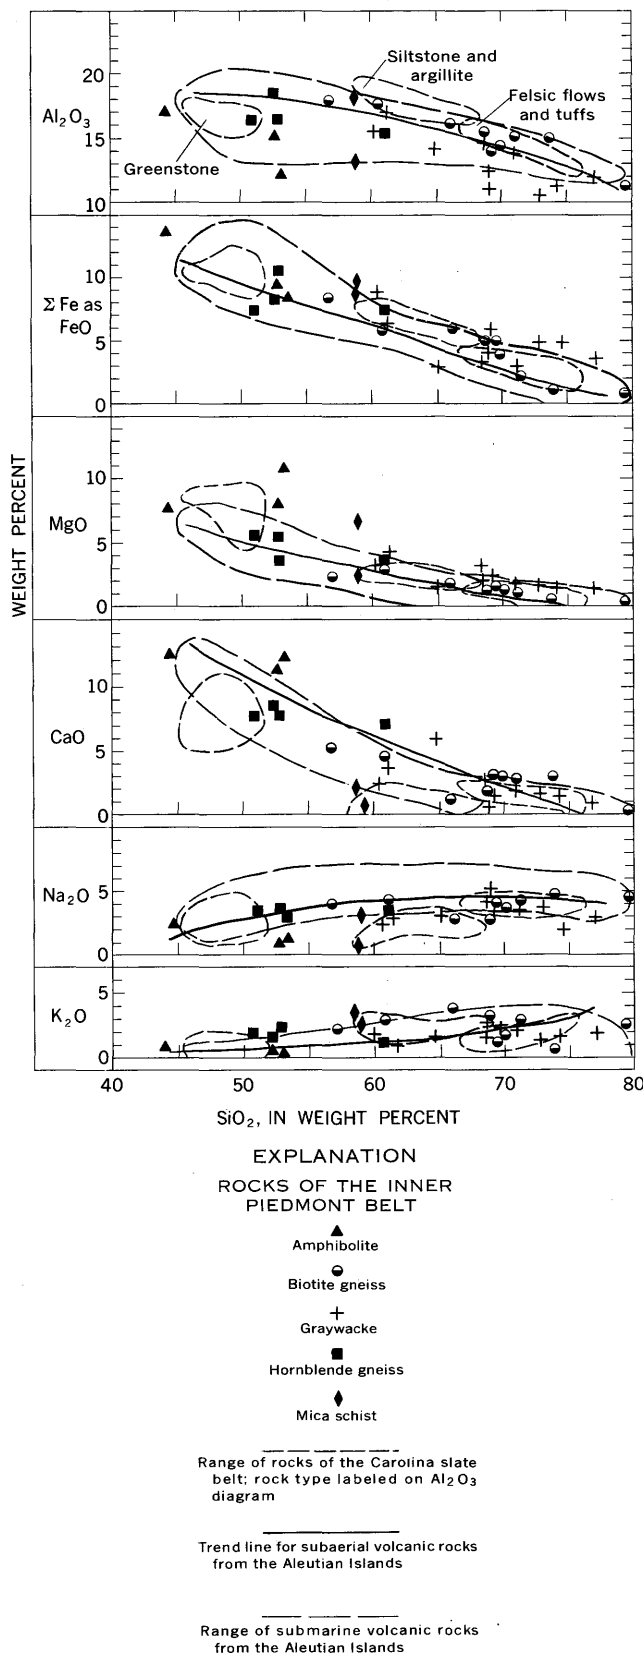 Siltstone and
argillite
Felsic flows
and tuffs
Greenstone
Al₂O₃
20
15
10
Σ Fe as
FeO
10
5
0
MgO
10
5
0
CaO
10
5
0
Na₂O
5
0
K₂O
5
0
WEIGHT PERCENT
40 50 60 70 80
SiO₂, IN WEIGHT PERCENT
EXPLANATION
ROCKS OF THE INNER
PIEDMONT BELT
Amphibolite
Biotite gneiss
Graywacke
Hornblende gneiss
Mica schist
Range of rocks of the Carolina slate
belt; rock type labeled on Al₂O₃
diagram
Trend line for subaerial volcanic rocks
from the Aleutian Islands
Range of submarine volcanic rocks
from the Aleutian Islands